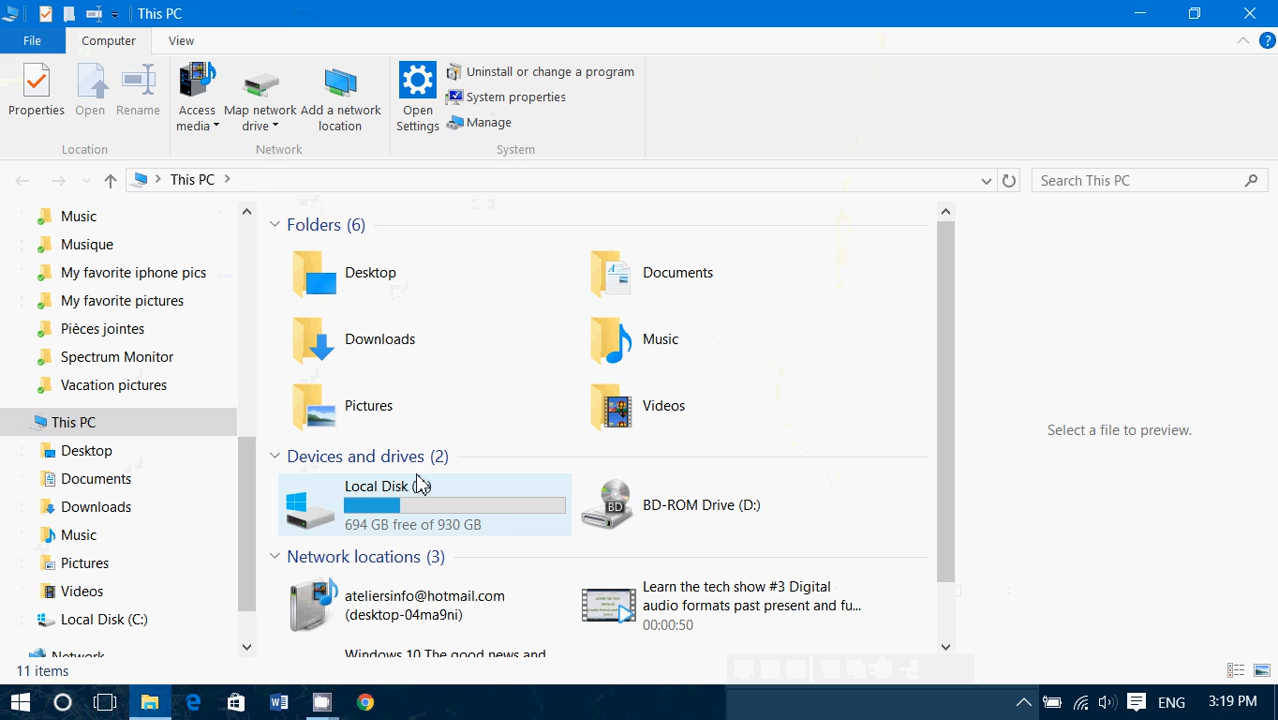 This PC
File
Computer
View
Properties
Open
Rename
Access media
Map network drive
Add a network location
Open Settings
Uninstall or change a program
System properties
Manage
Location
Network
System
This PC
Search This PC
Music
Musique
My favorite iphone pics
My favorite pictures
Pièces jointes
Spectrum Monitor
Vacation pictures
This PC
Desktop
Documents
Downloads
Music
Pictures
Videos
Local Disk (C:)
Network
Folders (6)
Desktop
Documents
Downloads
Music
Pictures
Videos
Devices and drives (2)
Local Disk
694 GB free of 930 GB
BD
BD-ROM Drive (D:)
Network locations (3)
ateliersinfo@hotmail.com
(desktop-04ma9ni)
Learn the tech show #3 Digital
audio formats past present and fu...
00:00:50
Windows 10 The good news and
Select a file to preview.
11 items
ENG
3:19 PM